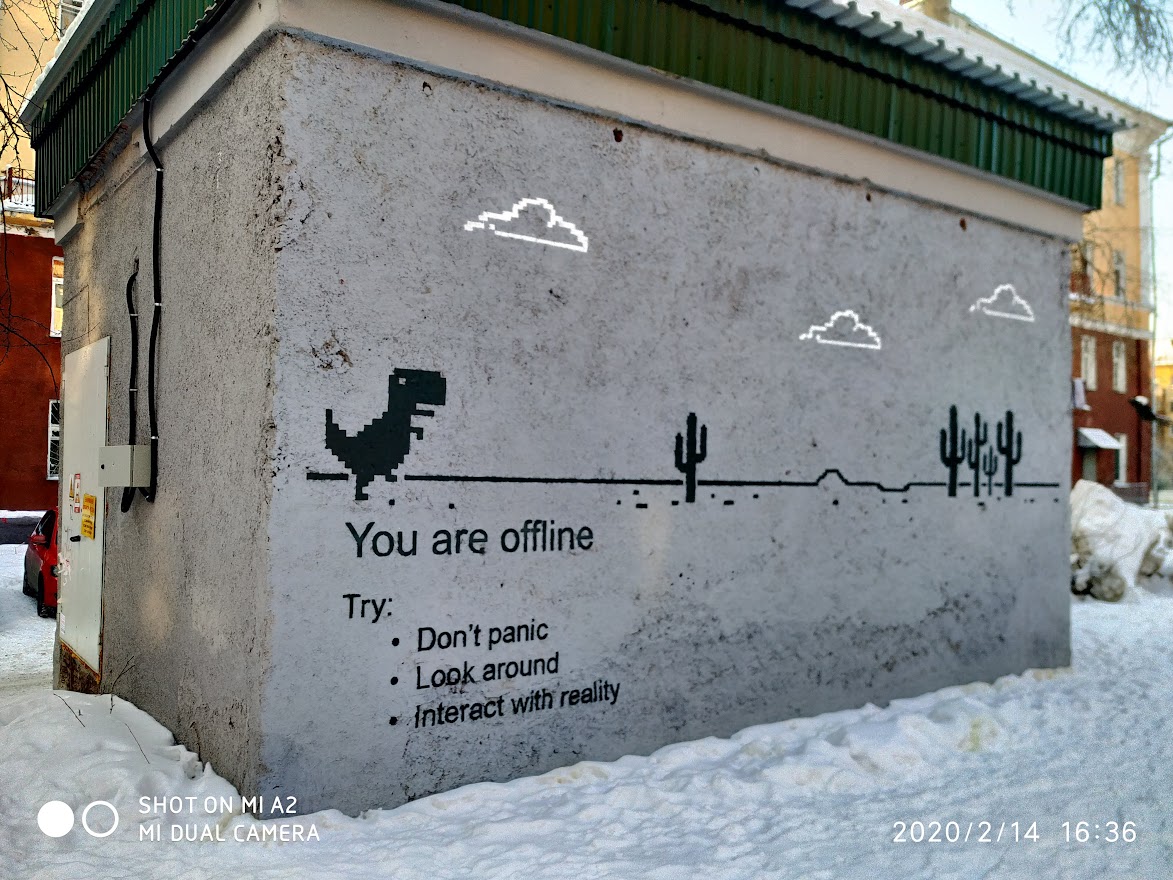 You are offline
Try:
• Don't panic
• Look around
• Interact with reality
SHOT ON MI A2
MI DUAL CAMERA
2020/2/14 16:36